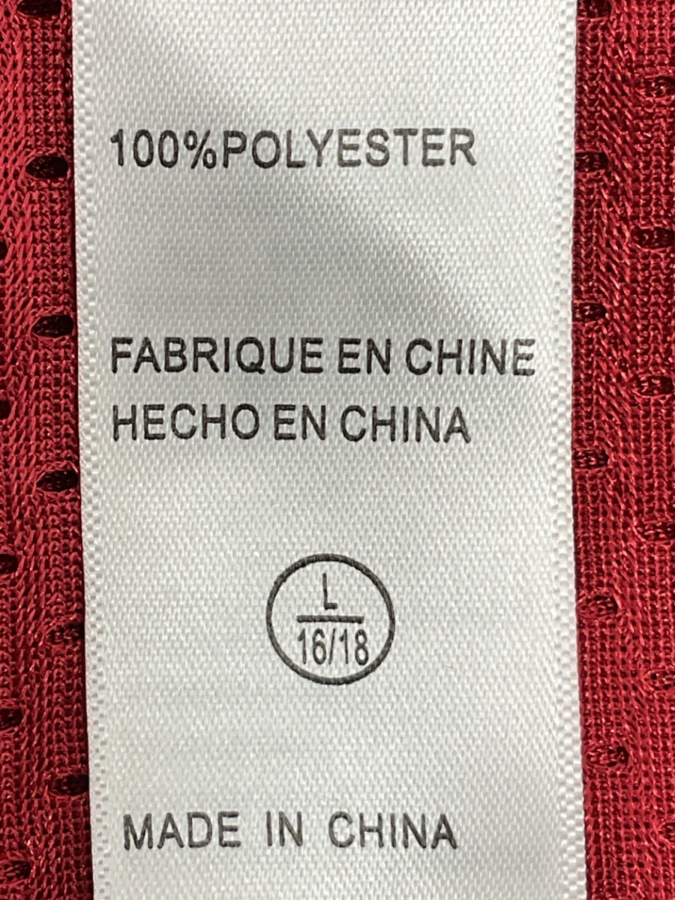 100%POLYESTER
FABRIQUE EN CHINE
HECHO EN CHINA
L
16/18
MADE IN CHINA